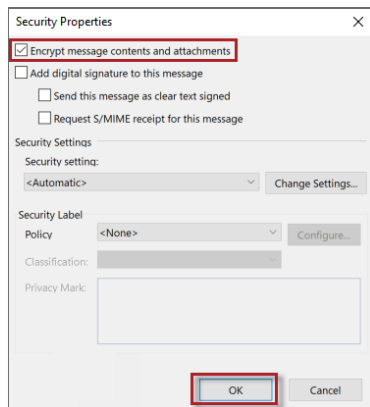 Security Properties
Encrypt message contents and attachments
Add digital signature to this message
Send this message as clear text signed
Request S/MIME receipt for this message
Security Settings
Security setting:
<Automatic>
Change Settings...
Security Label
Policy
<None>
Configure...
Classification:
Privacy Mark:
OK
Cancel